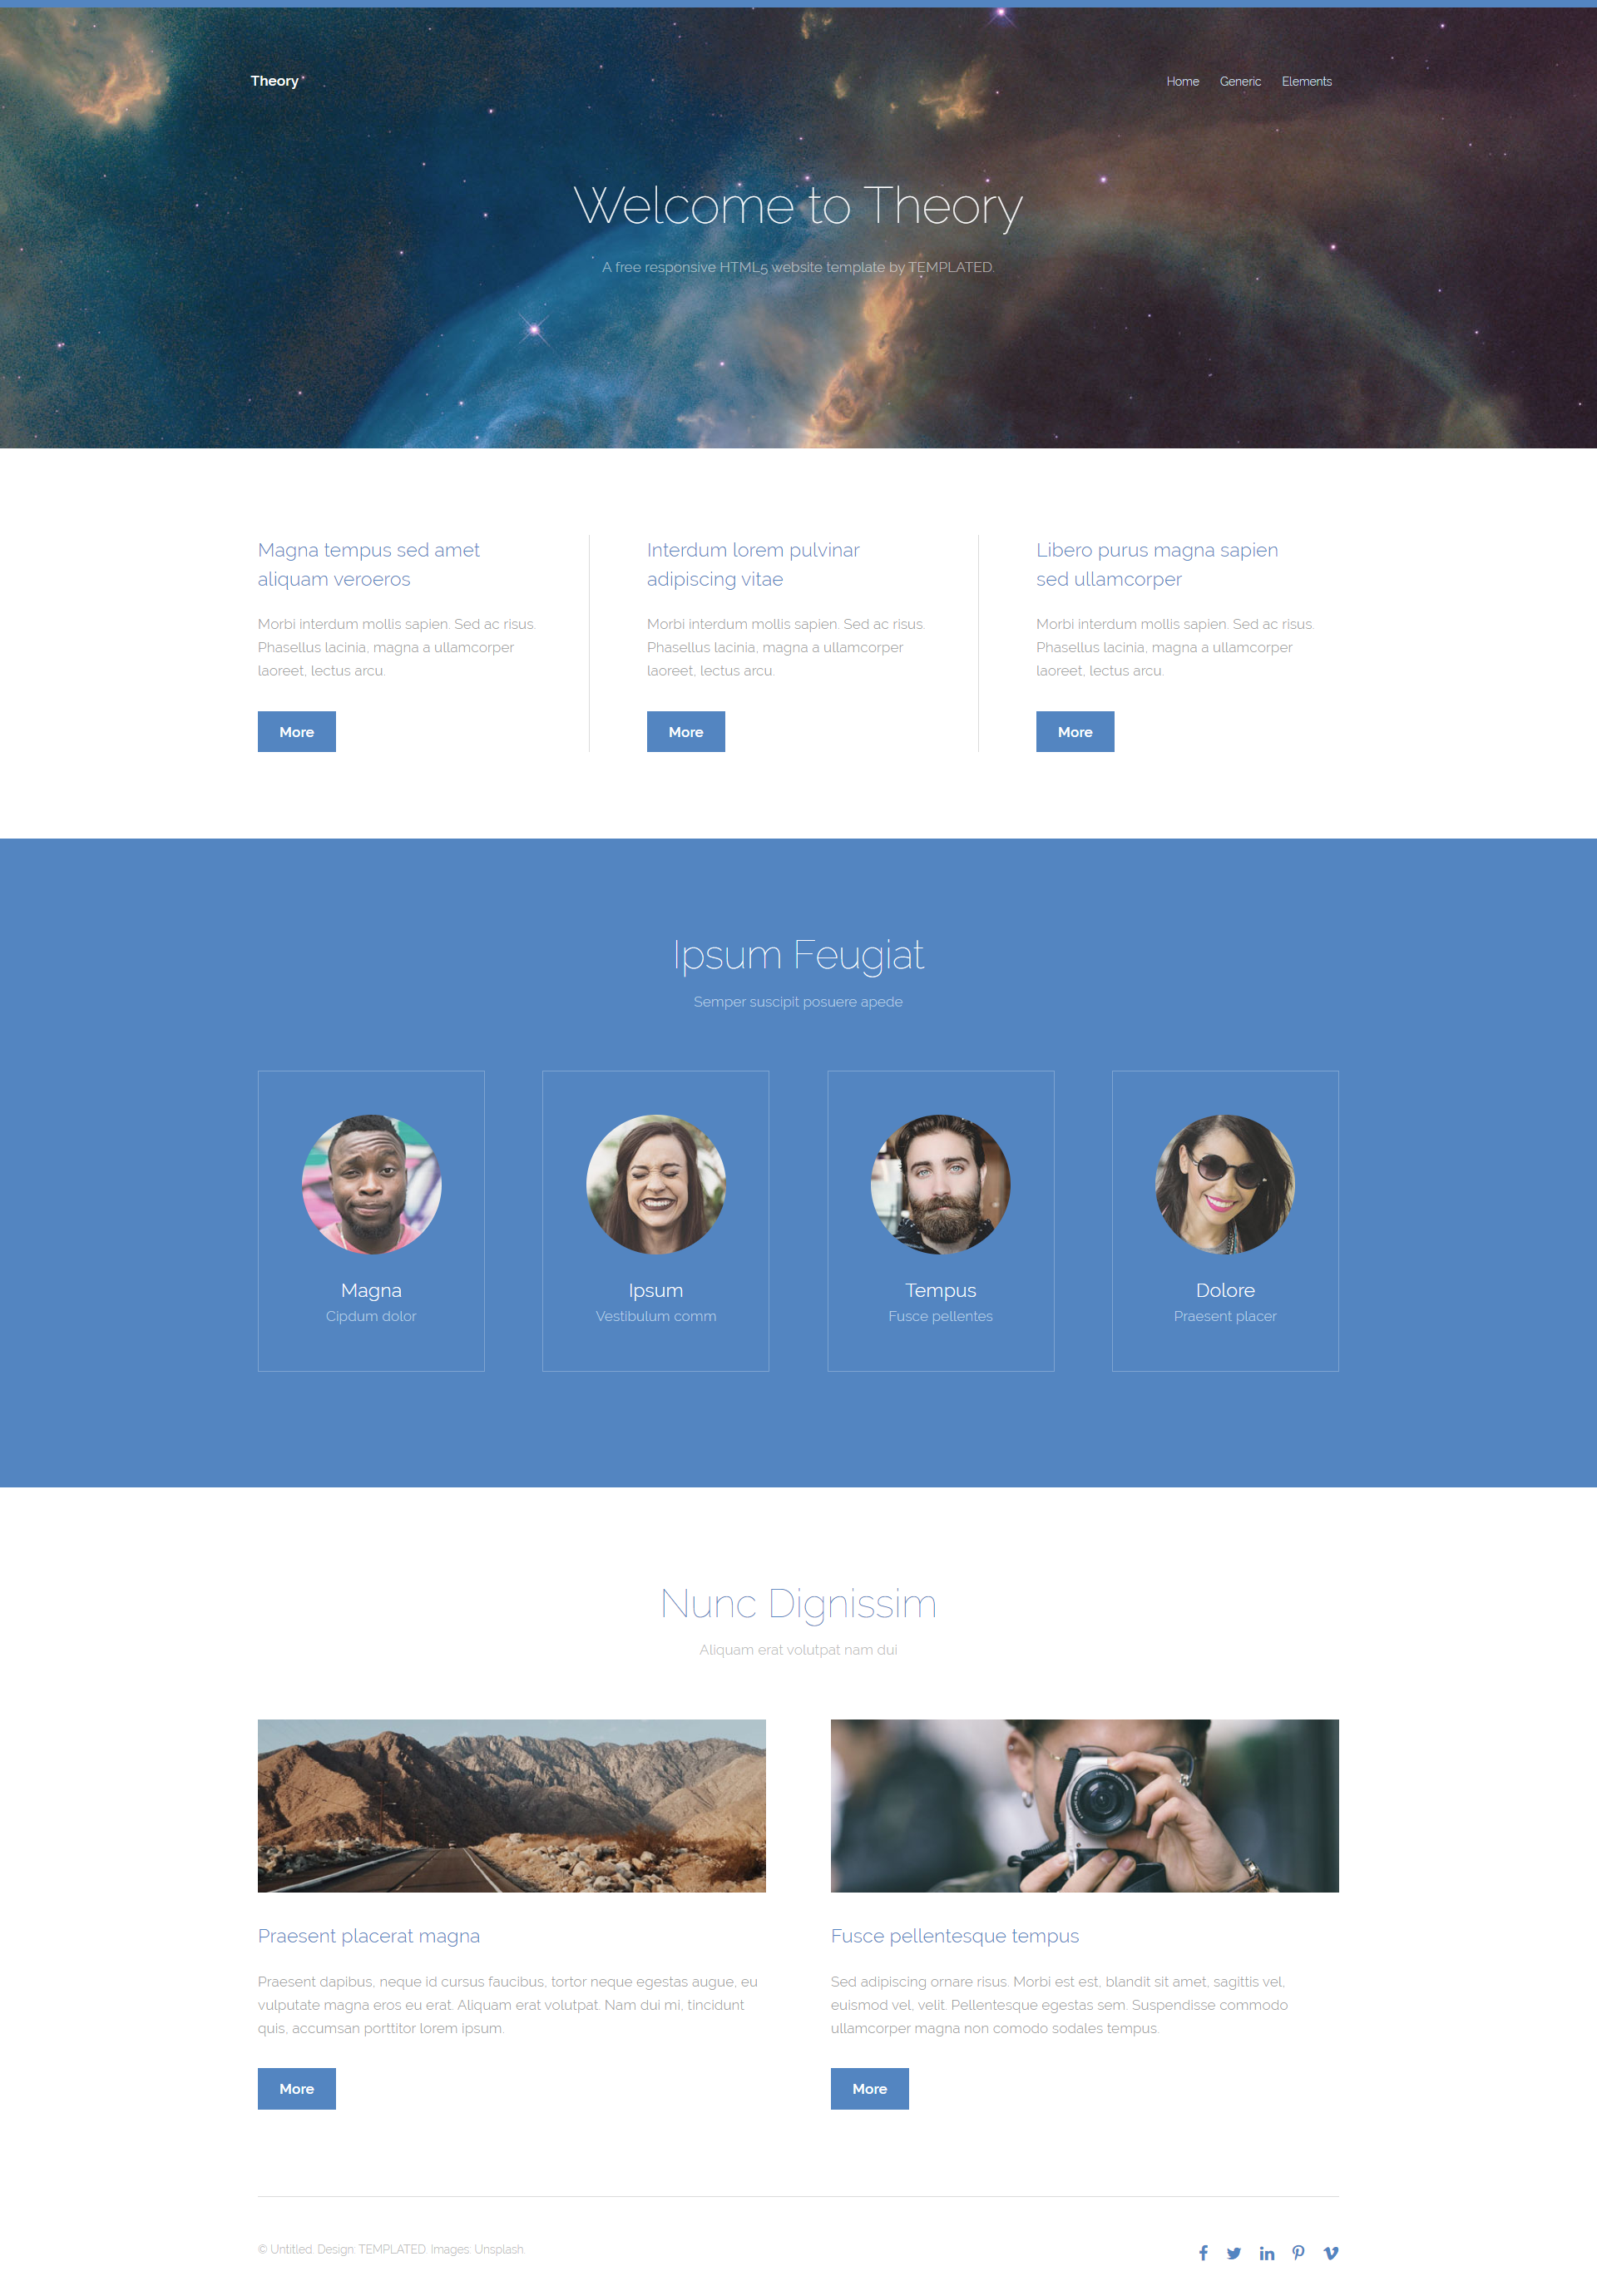 Theory
Home Generic Elements
Welcome to Theory
A free responsive HTML5 website template by TEMPLATED.
Magna tempus sed amet
aliquam veroeros
Morbi interdum mollis sapien. Sed ac risus.
Phasellus lacinia, magna a ullamcorper
laoreet, lectus arcu.
More
Interdum lorem pulvinar
adipiscing vitae
Morbi interdum mollis sapien. Sed ac risus.
Phasellus lacinia, magna a ullamcorper
laoreet, lectus arcu.
More
Libero purus magna sapien
sed ullamcorper
Morbi interdum mollis sapien. Sed ac risus.
Phasellus lacinia, magna a ullamcorper
laoreet, lectus arcu.
More
Ipsum Feugiat
Semper suscipit posuere apede
Magna
Cipdum dolor
Ipsum
Vestibulum comm
Tempus
Fusce pellentes
Dolore
Praesent placer
Nunc Dignissim
Aliquam erat volutpat nam dui
Praesent placerat magna
Praesent dapibus, neque id cursus faucibus, tortor neque egestas augue, eu
vulputate magna eros eu erat. Aliquam erat volutpat. Nam dui mi, tincidunt
quis, accumsan porttitor lorem ipsum.
More
Fusce pellentesque tempus
Sed adipiscing ornare risus. Morbi est est, blandit sit amet, sagittis vel,
euismod vel, velit. Pellentesque egestas sem. Suspendisse commodo
ullamcorper magna non comodo sodales tempus.
More
© Untitled. Design: TEMPLATED. Images: Unsplash.